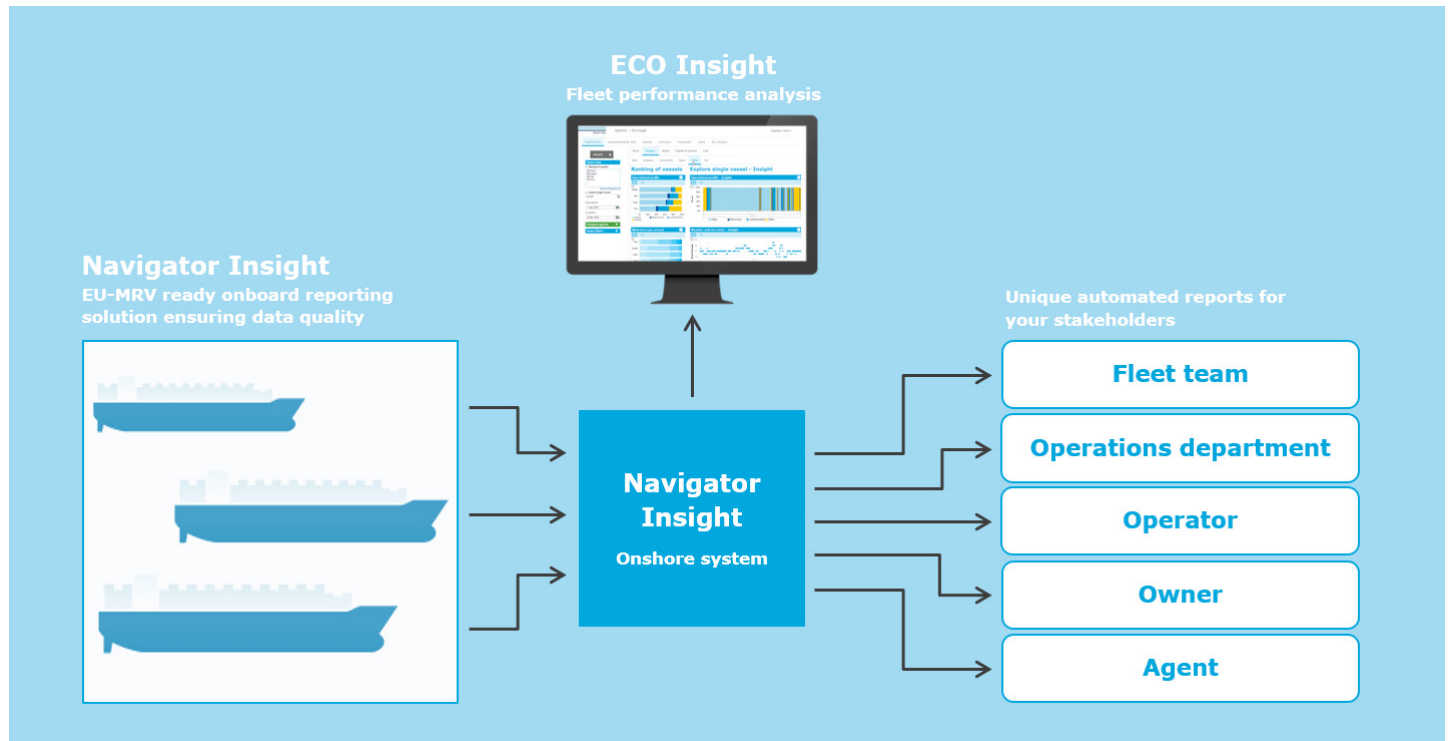 ECO Insight
Fleet performance analysis
Ranking of vessels
Explore single vessel - Insight
Navigator Insight
EU-MRV ready onboard reporting
solution ensuring data quality
Navigator
Insight
Onshore system
Unique automated reports for
your stakeholders
Fleet team
Operations department
Operator
Owner
Agent